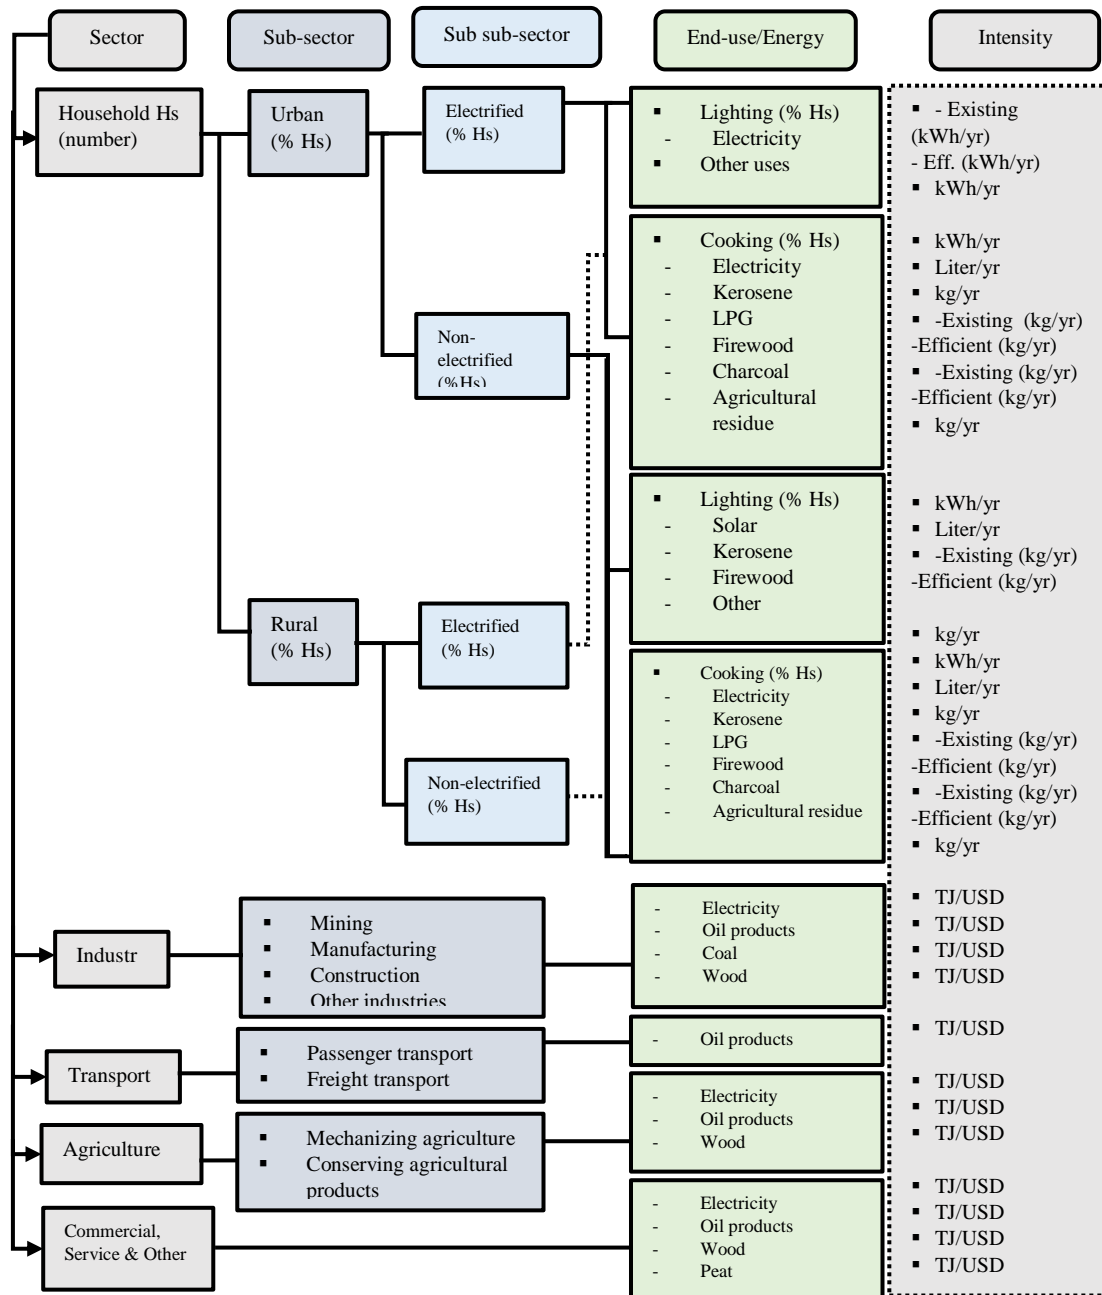 Sector
Sub-sector
Sub sub-sector
End-use/Energy
Intensity
Household Hs
(number)
Urban
(% Hs)
Electrified
(% Hs)
▪ Lighting (% Hs)
- Electricity
▪ Other uses
▪ - Existing
(kWh/yr)
- Eff. (kWh/yr)
▪ kWh/yr
▪ Cooking (% Hs)
- Electricity
- Kerosene
- LPG
- Firewood
- Charcoal
- Agricultural
residue
▪ kWh/yr
▪ Liter/yr
▪ kg/yr
▪ -Existing (kg/yr)
-Efficient (kg/yr)
▪ -Existing (kg/yr)
-Efficient (kg/yr)
▪ kg/yr
Non-
electrified
(%Hs)
▪ Lighting (% Hs)
- Solar
- Kerosene
- Firewood
- Other
▪ kWh/yr
▪ Liter/yr
▪ -Existing (kg/yr)
-Efficient (kg/yr)
Rural
(% Hs)
Electrified
(% Hs)
Non-electrified
(% Hs)
▪ Cooking (% Hs)
- Electricity
- Kerosene
- LPG
- Firewood
- Charcoal
- Agricultural residue
▪ kg/yr
▪ kWh/yr
▪ Liter/yr
▪ kg/yr
▪ -Existing (kg/yr)
-Efficient (kg/yr)
▪ -Existing (kg/yr)
-Efficient (kg/yr)
▪ kg/yr
Industr
▪ Mining
▪ Manufacturing
▪ Construction
▪ Other industries
- Electricity
- Oil products
- Coal
- Wood
▪ TJ/USD
▪ TJ/USD
▪ TJ/USD
▪ TJ/USD
Transport
▪ Passenger transport
▪ Freight transport
- Oil products
▪ TJ/USD
Agriculture
▪ Mechanizing agriculture
▪ Conserving agricultural
products
- Electricity
- Oil products
- Wood
▪ TJ/USD
▪ TJ/USD
▪ TJ/USD
Commercial,
Service & Other
- Electricity
- Oil products
- Wood
- Peat
▪ TJ/USD
▪ TJ/USD
▪ TJ/USD
▪ TJ/USD